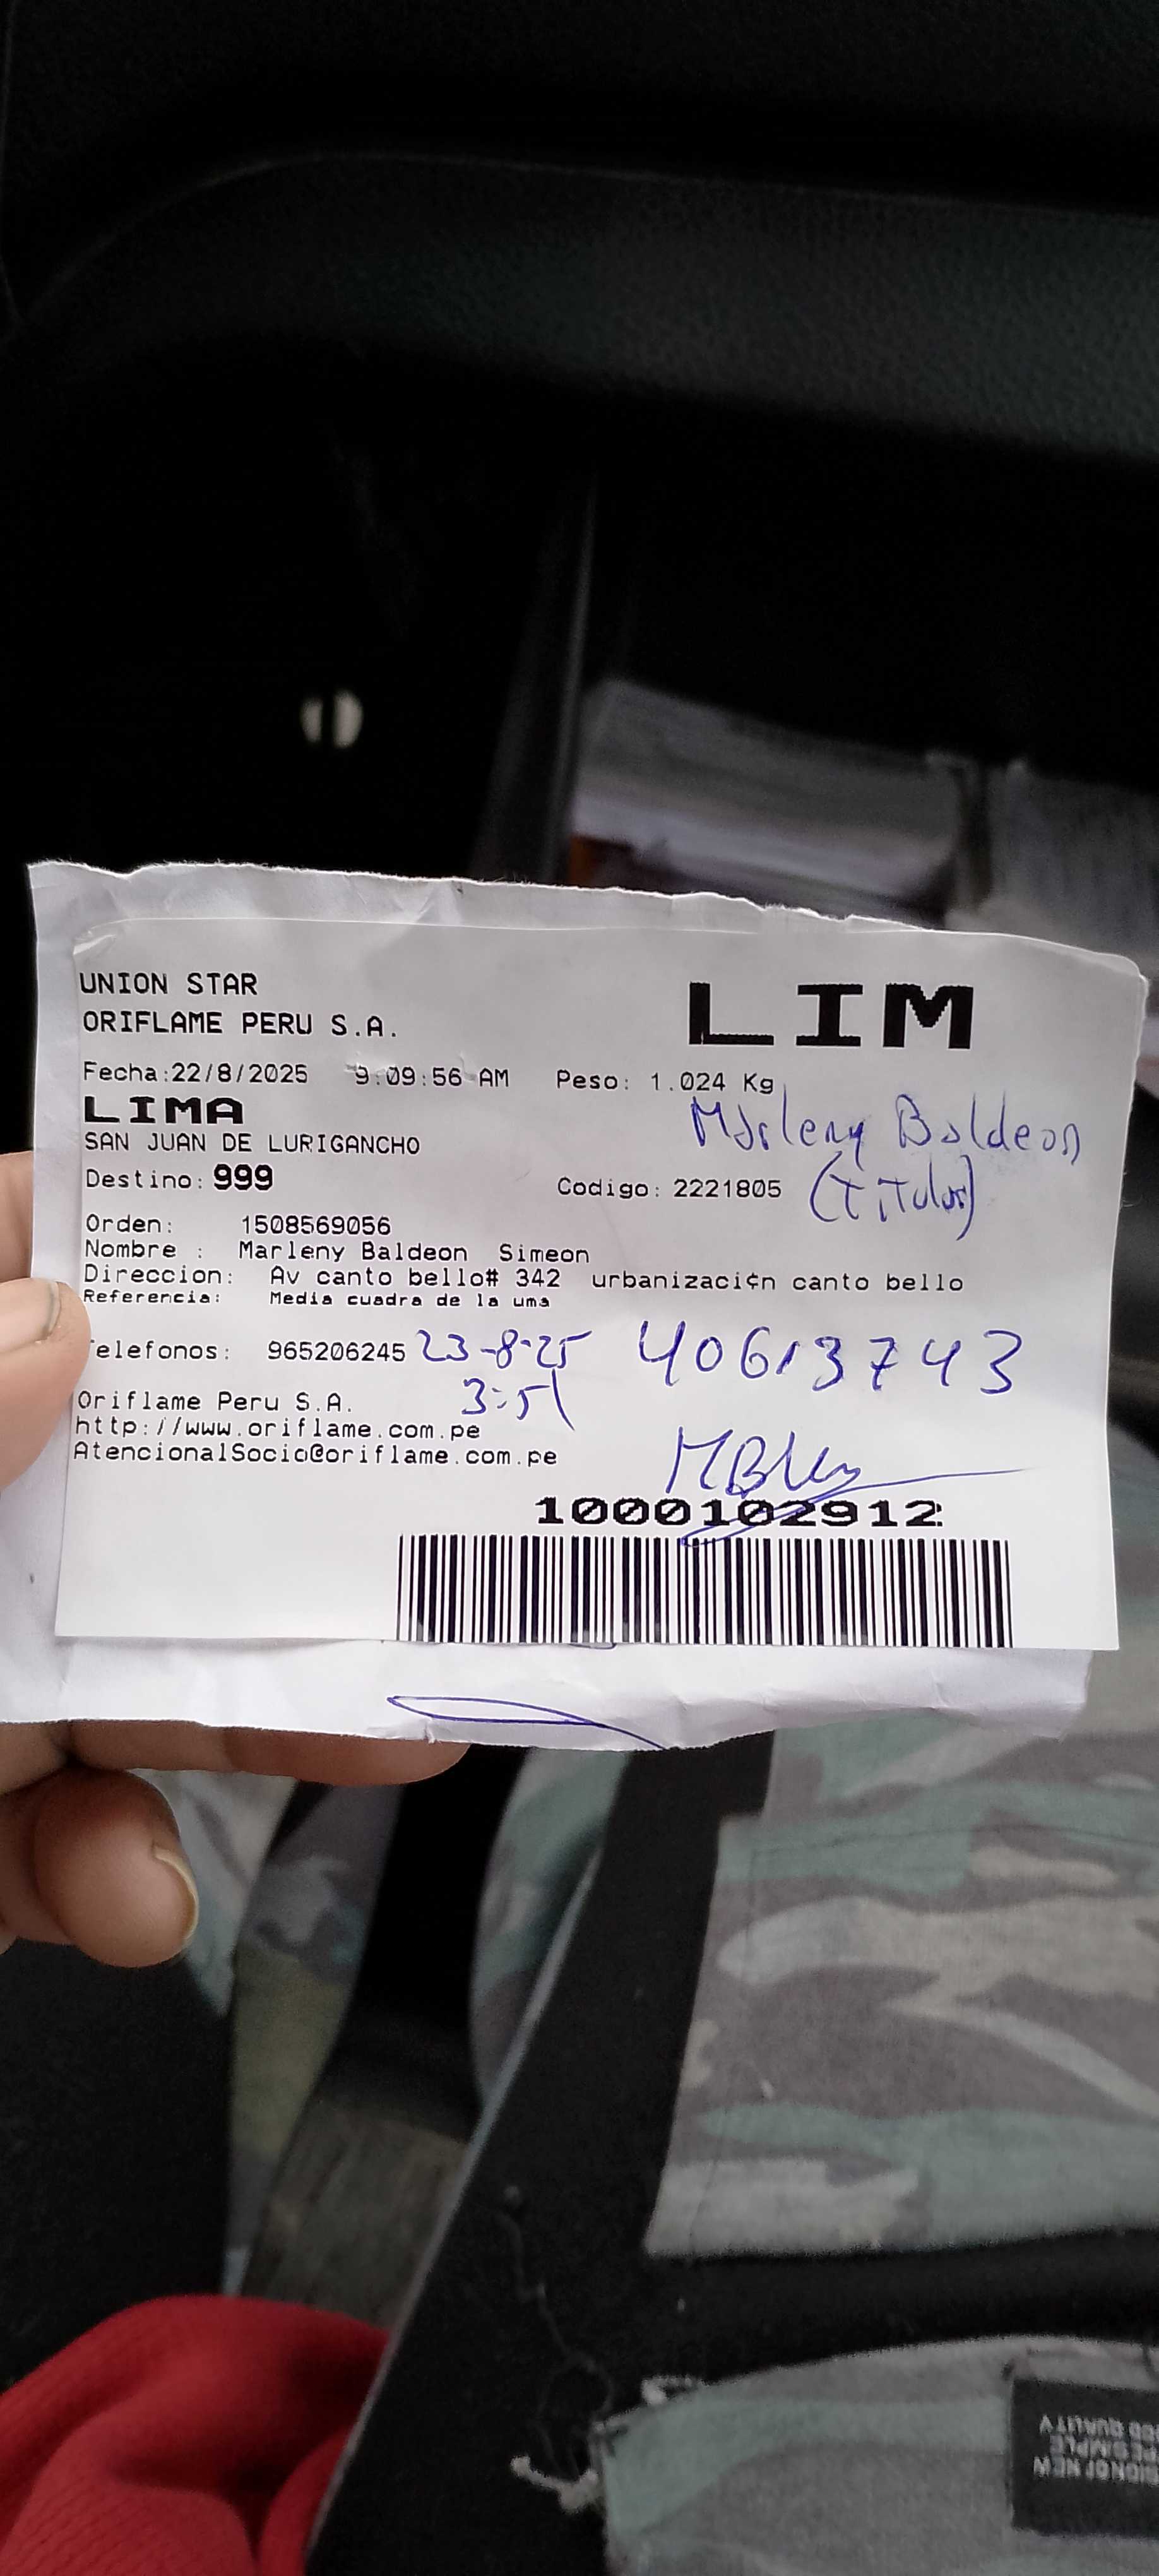 UNION STAR
ORIFLAME PERU S.A.
LIM
Fecha:22/8/2025 9:09:56 AM Peso: 1.024 Kg
LIMA
Marleny Baldeon
SAN JUAN DE LURIGANCHO
Destino: 999 Codigo: 2221805 (Titular)
Orden: 1508569056
Nombre : Marleny Baldeon Simeon
Direccion: Av canto bello# 342 urbanizaci¢n canto bello
Referencia: Media cuadra de la uma
Telefonos: 965206245 23-8-25 40613743
3:51
Oriflame Peru S.A.
http://www.oriflame.com.pe
AtencionalSocio@oriflame.com.pe
1000102912